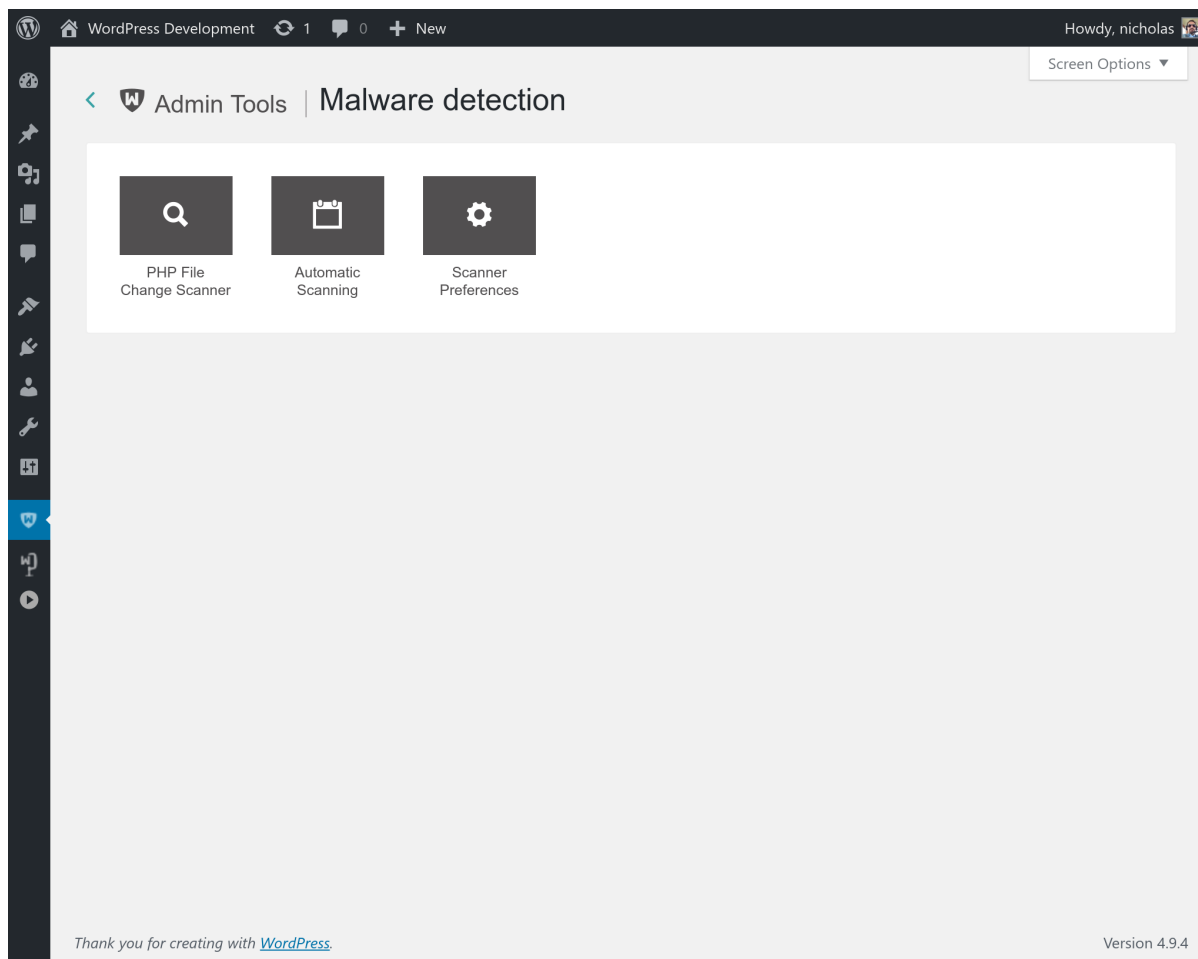 WordPress Development 1 0 New Howdy, nicholas
Screen Options ▼
Admin Tools | Malware detection
PHP File
Change Scanner
Automatic
Scanning
Scanner
Preferences
Thank you for creating with WordPress.
Version 4.9.4